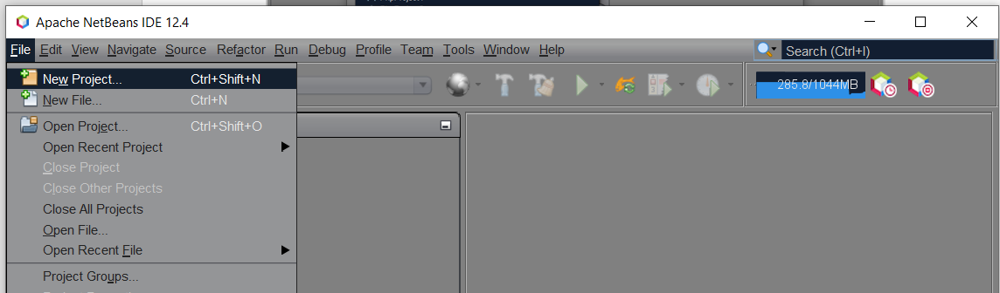 Apache NetBeans IDE 12.4
File Edit View Navigate Source Refactor Run Debug Profile Team Tools Window Help
Search (Ctrl+I)
New Project... Ctrl+Shift+N
285.8/1044MB
New File... Ctrl+N
Open Project... Ctrl+Shift+O
Open Recent Project
Close Project
Close Other Projects
Close All Projects
Open File...
Open Recent File
Project Groups...